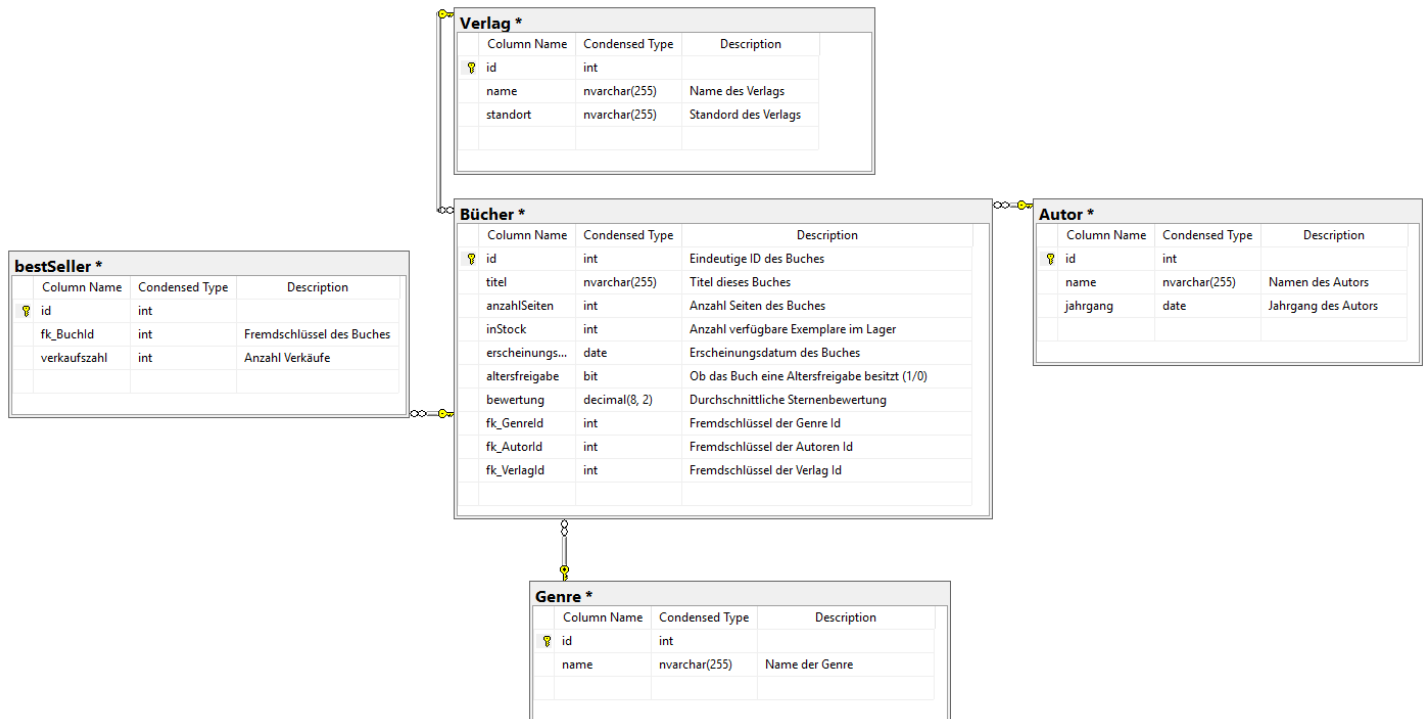 Verlag *
Column Name Condensed Type Description
id int
name nvarchar(255) Name des Verlags
standort nvarchar(255) Standord des Verlags
Bücher *
Column Name Condensed Type Description
id int Eindeutige ID des Buches
titel nvarchar(255) Titel dieses Buches
anzahlSeiten int Anzahl Seiten des Buches
inStock int Anzahl verfügbare Exemplare im Lager
erscheinungs... date Erscheinungsdatum des Buches
altersfreigabe bit Ob das Buch eine Altersfreigabe besitzt (1/0)
bewertung decimal(8, 2) Durchschnittliche Sternenbewertung
fk_GenreId int Fremdschlüssel der Genre Id
fk_AutorId int Fremdschlüssel der Autoren Id
fk_VerlagId int Fremdschlüssel der Verlag Id
Autor *
Column Name Condensed Type Description
id int
name nvarchar(255) Namen des Autors
jahrgang date Jahrgang des Autors
bestSeller *
Column Name Condensed Type Description
id int
fk_BuchId int Fremdschlüssel des Buches
verkaufszahl int Anzahl Verkäufe
Genre *
Column Name Condensed Type Description
id int
name nvarchar(255) Name der Genre